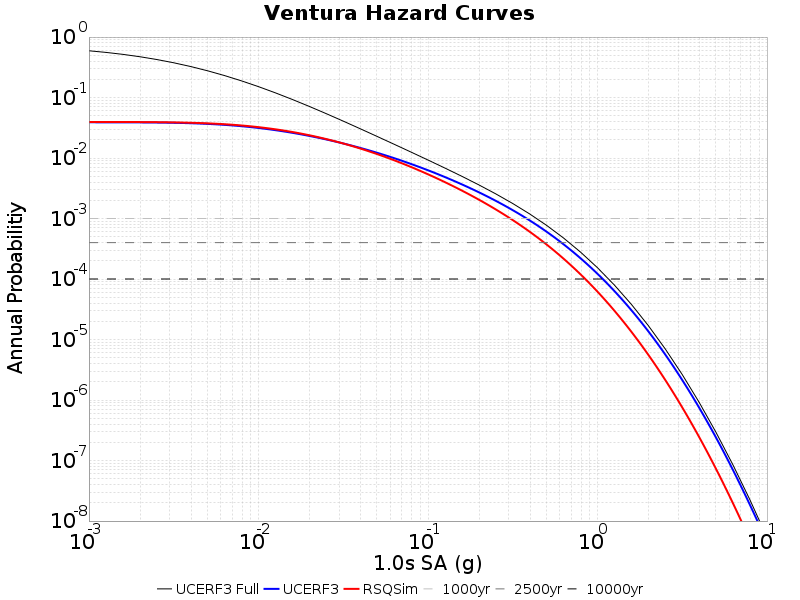 Ventura Hazard Curves
Annual Probabilitiy
10^0
10^-1
10^-2
10^-3
10^-4
10^-5
10^-6
10^-7
10^-8
10^-3 10^-2 10^-1 10^0 10^1
1.0s SA (g)
UCERF3 Full UCERF3 RSQSim 1000yr 2500yr 10000yr